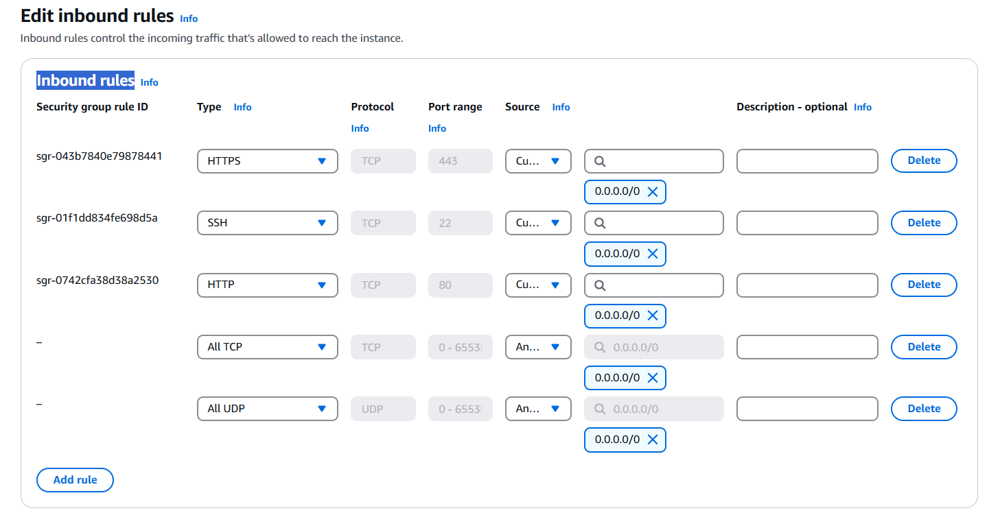 Edit inbound rules Info
Inbound rules control the incoming traffic that's allowed to reach the instance.
Inbound rules Info
Security group rule ID Type Info Protocol Port range Source Info Description - optional Info
Info Info
sgr-043b7840e79878441 HTTPS TCP 443 Cu... Delete
0.0.0.0/0
sgr-01f1dd834fe698d5a SSH TCP 22 Cu... Delete
0.0.0.0/0
sgr-0742cfa38d38a2530 HTTP TCP 80 Cu... Delete
0.0.0.0/0
– All TCP TCP 0 - 6553 An... 0.0.0.0/0 Delete
0.0.0.0/0
– All UDP UDP 0 - 6553 An... 0.0.0.0/0 Delete
0.0.0.0/0
Add rule